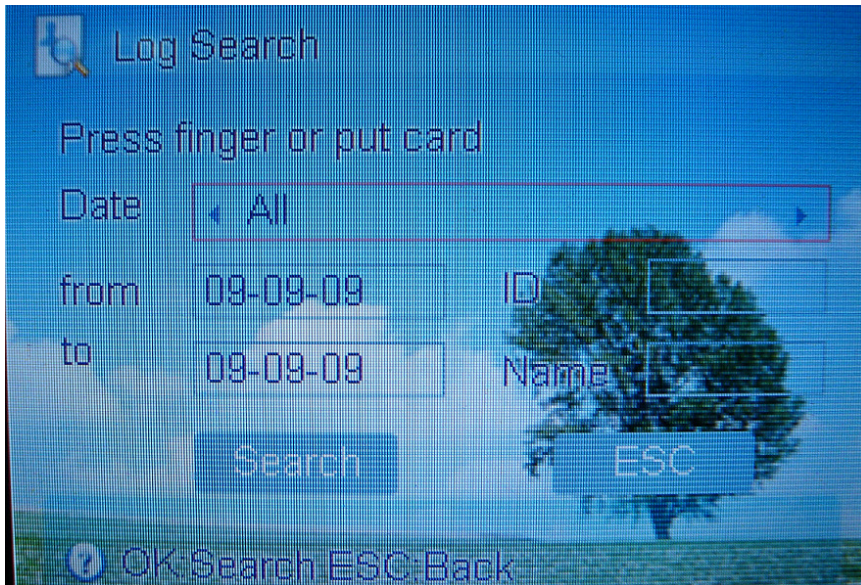 Log Search
Press finger or put card
Date All
from 09-09-09 ID
to 09-09-09 Name
Search ESC
? OK:Search ESC:Back